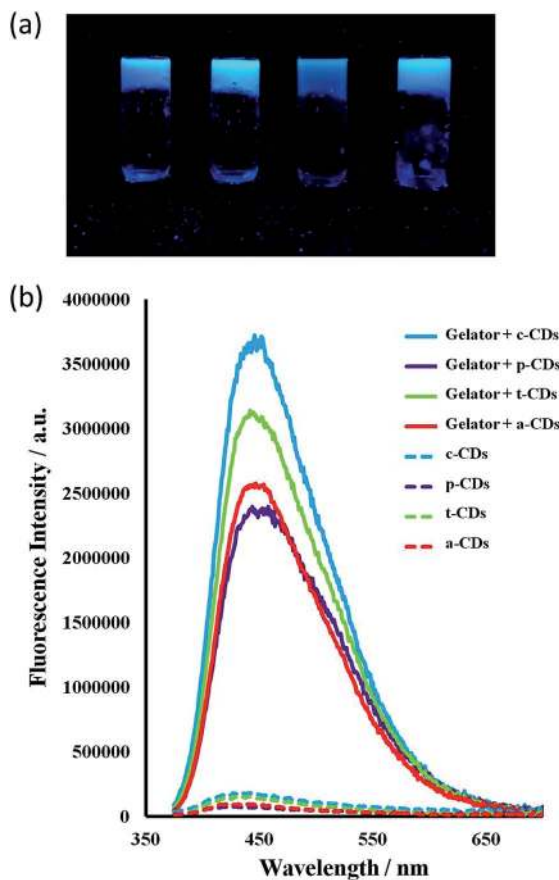 (a)
(b)
4000000
3500000
3000000
2500000
2000000
1500000
1000000
500000
0
Fluorescence Intensity / a.u.
Gelator + c-CDs
Gelator + p-CDs
Gelator + t-CDs
Gelator + a-CDs
c-CDs
p-CDs
t-CDs
a-CDs
350 450 550 650
Wavelength / nm